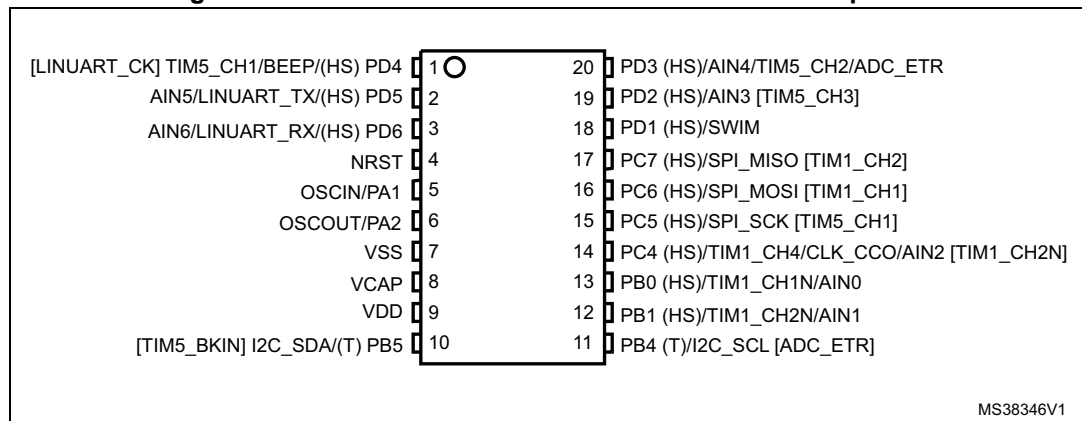 [LINUART_CK] TIM5_CH1/BEEP/(HS) PD4 1 20 PD3 (HS)/AIN4/TIM5_CH2/ADC_ETR
AIN5/LINUART_TX/(HS) PD5 2 19 PD2 (HS)/AIN3 [TIM5_CH3]
AIN6/LINUART_RX/(HS) PD6 3 18 PD1 (HS)/SWIM
NRST 4 17 PC7 (HS)/SPI_MISO [TIM1_CH2]
OSCIN/PA1 5 16 PC6 (HS)/SPI_MOSI [TIM1_CH1]
OSCOUT/PA2 6 15 PC5 (HS)/SPI_SCK [TIM5_CH1]
VSS 7 14 PC4 (HS)/TIM1_CH4/CLK_CCO/AIN2 [TIM1_CH2N]
VCAP 8 13 PB0 (HS)/TIM1_CH1N/AIN0
VDD 9 12 PB1 (HS)/TIM1_CH2N/AIN1
[TIM5_BKIN] I2C_SDA/(T) PB5 10 11 PB4 (T)/I2C_SCL [ADC_ETR]
MS38346V1